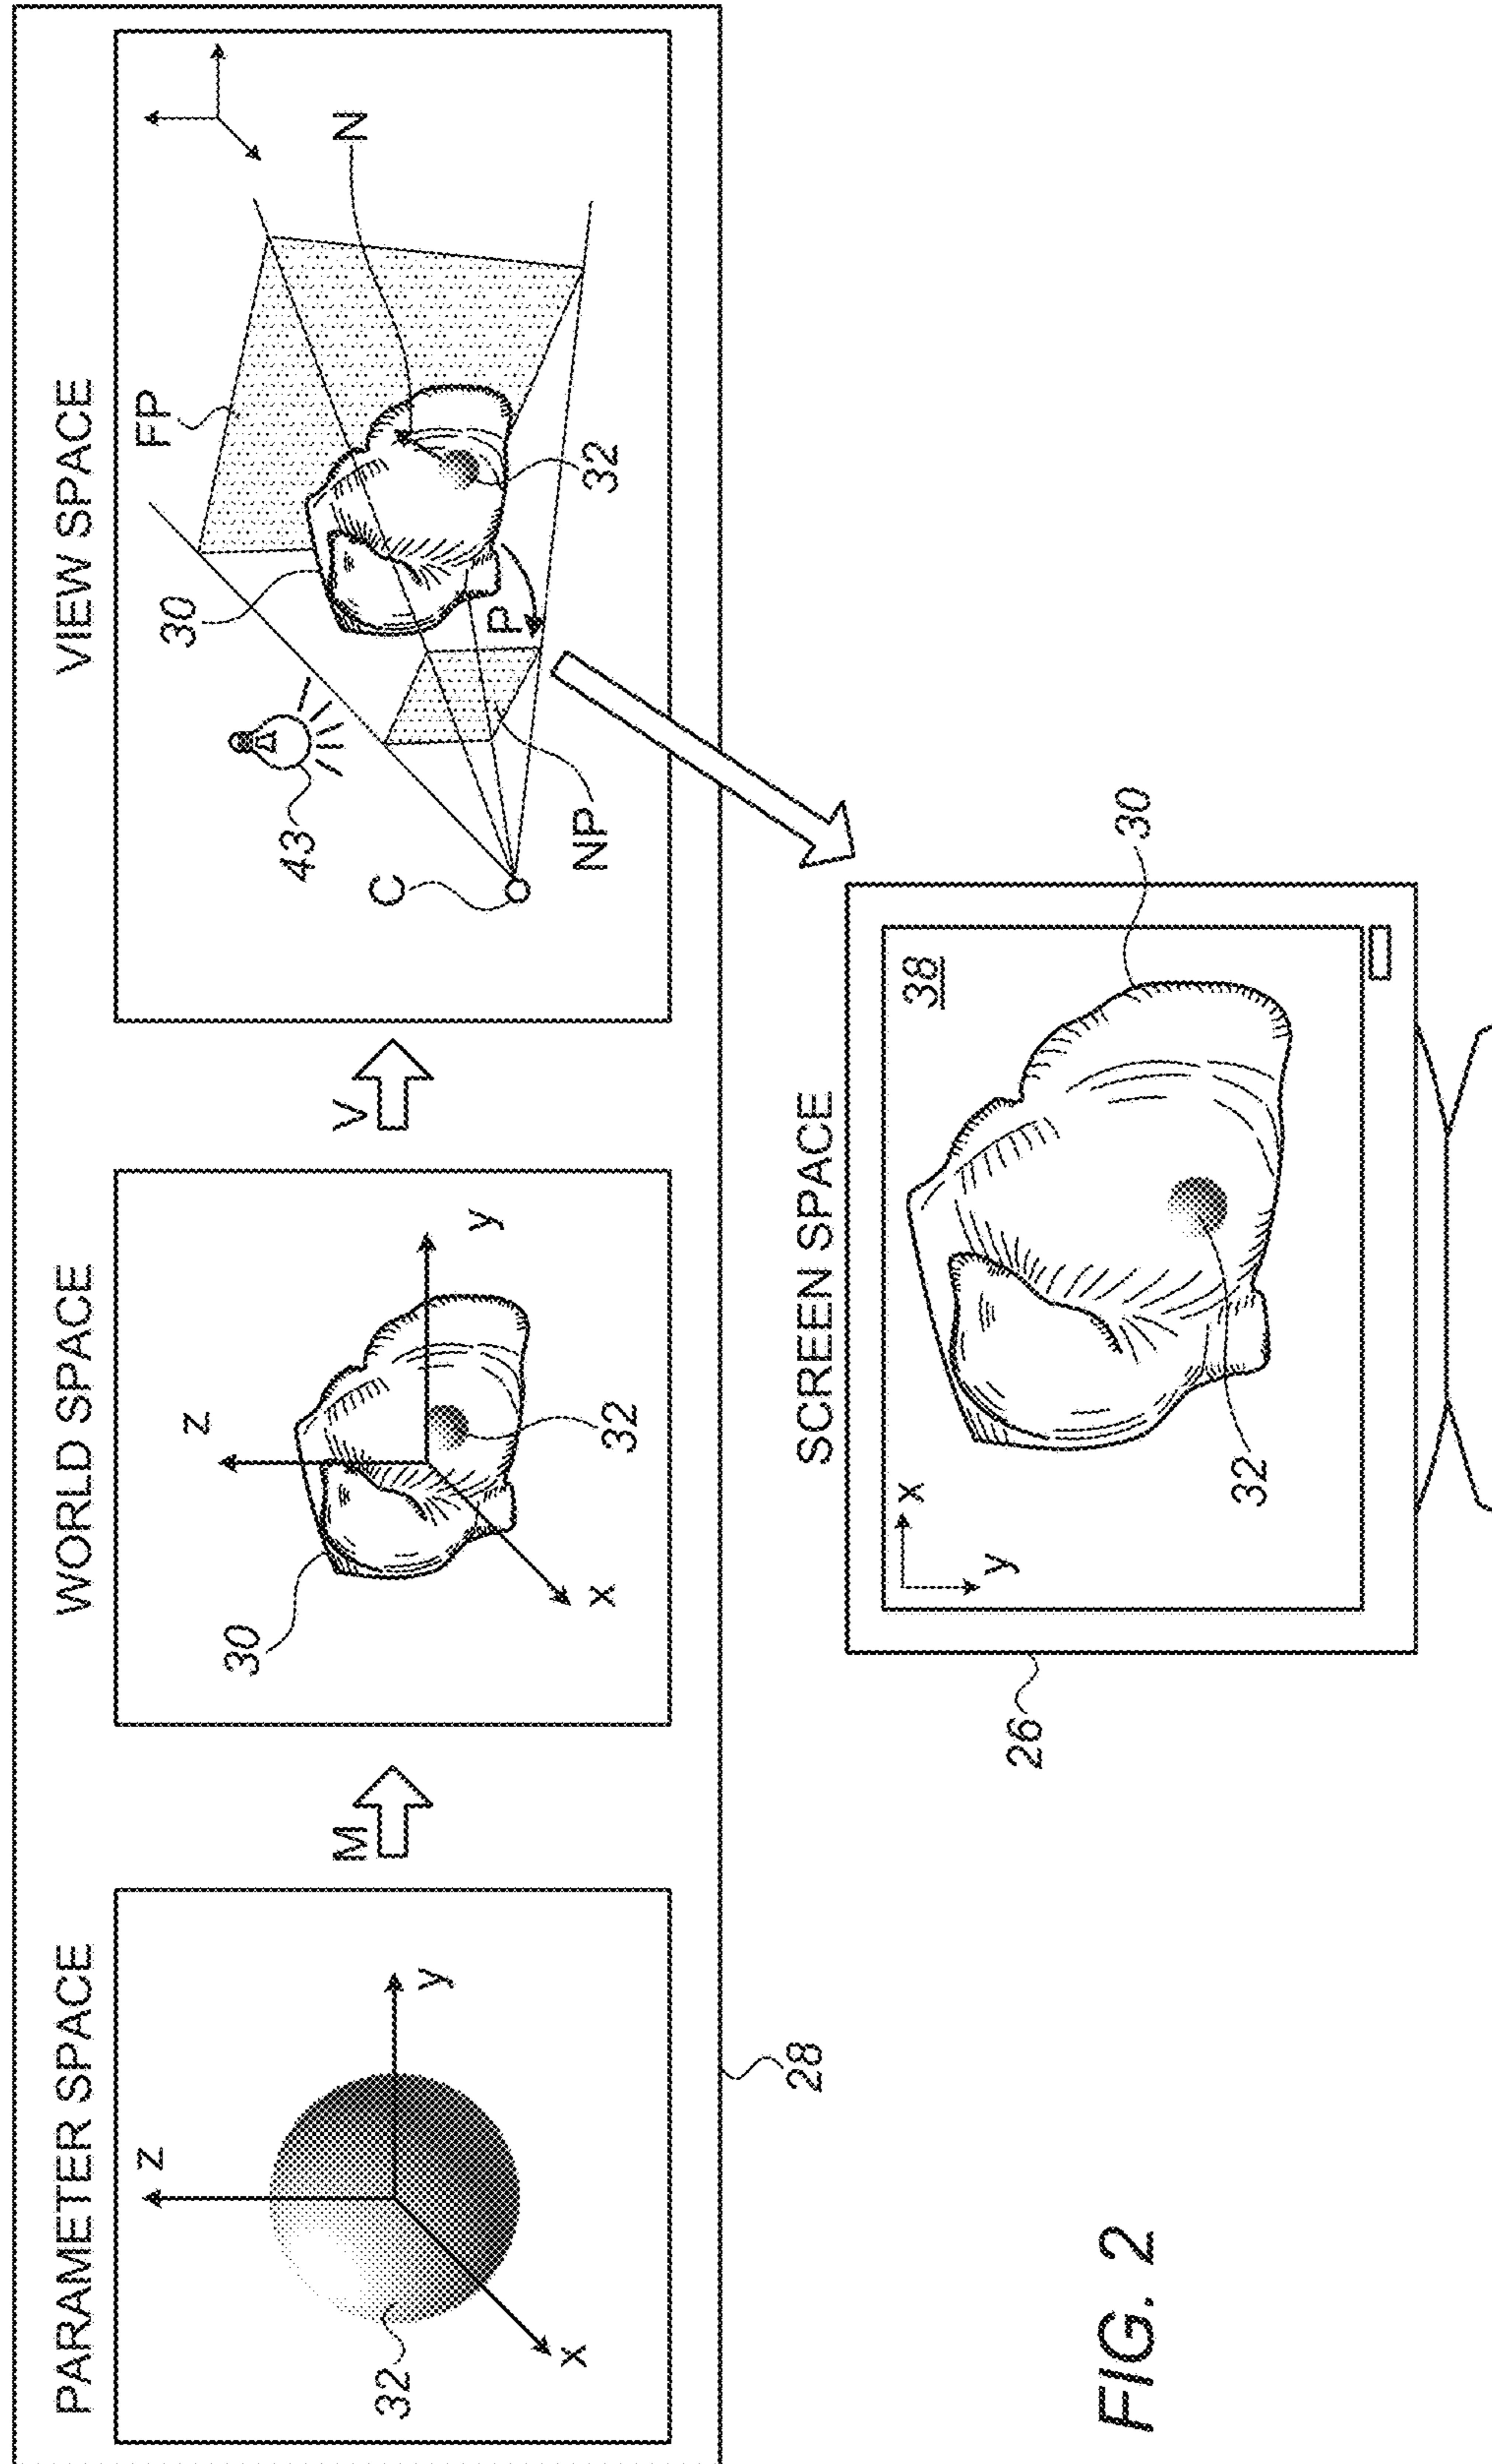 PARAMETER SPACE
z
y
x
32
M
WORLD SPACE
z
y
x
30
32
V
VIEW SPACE
FP
N
30
32
P
43
C
NP
28
SCREEN SPACE
38
30
x
y
32
26
FIG. 2